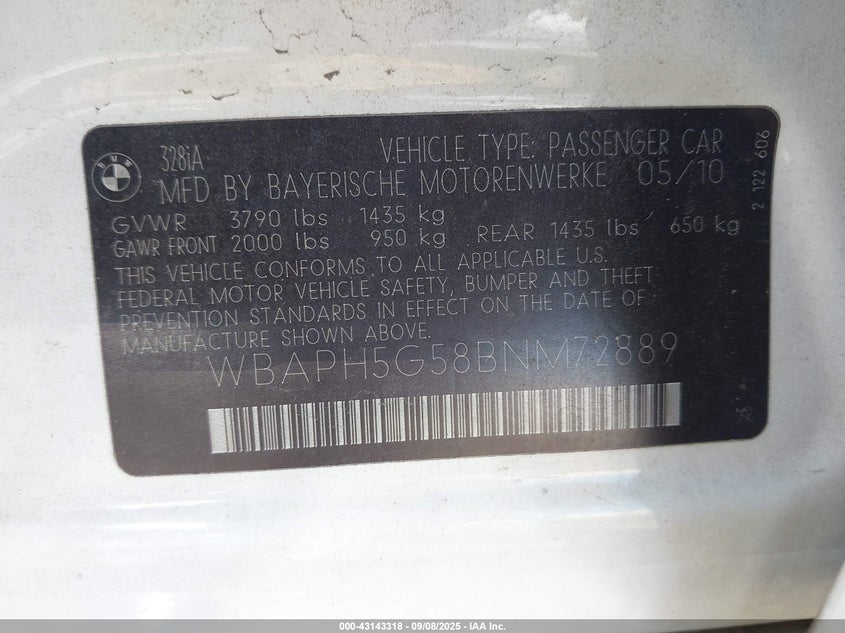 BMW
328iA VEHICLE TYPE: PASSENGER CAR
MFD BY BAYERISCHE MOTORENWERKE 05/10
GVWR 3790 lbs 1435 kg
GAWR FRONT 2000 lbs 950 kg REAR 1435 lbs 650 kg
THIS VEHICLE CONFORMS TO ALL APPLICABLE U.S.
FEDERAL MOTOR VEHICLE SAFETY, BUMPER AND THEFT
PREVENTION STANDARDS IN EFFECT ON THE DATE OF
MANUFACTURE SHOWN ABOVE.
WBAPH5G58BNM72889
2 122 606
000-43143318 - 09/08/2025 - IAA Inc.